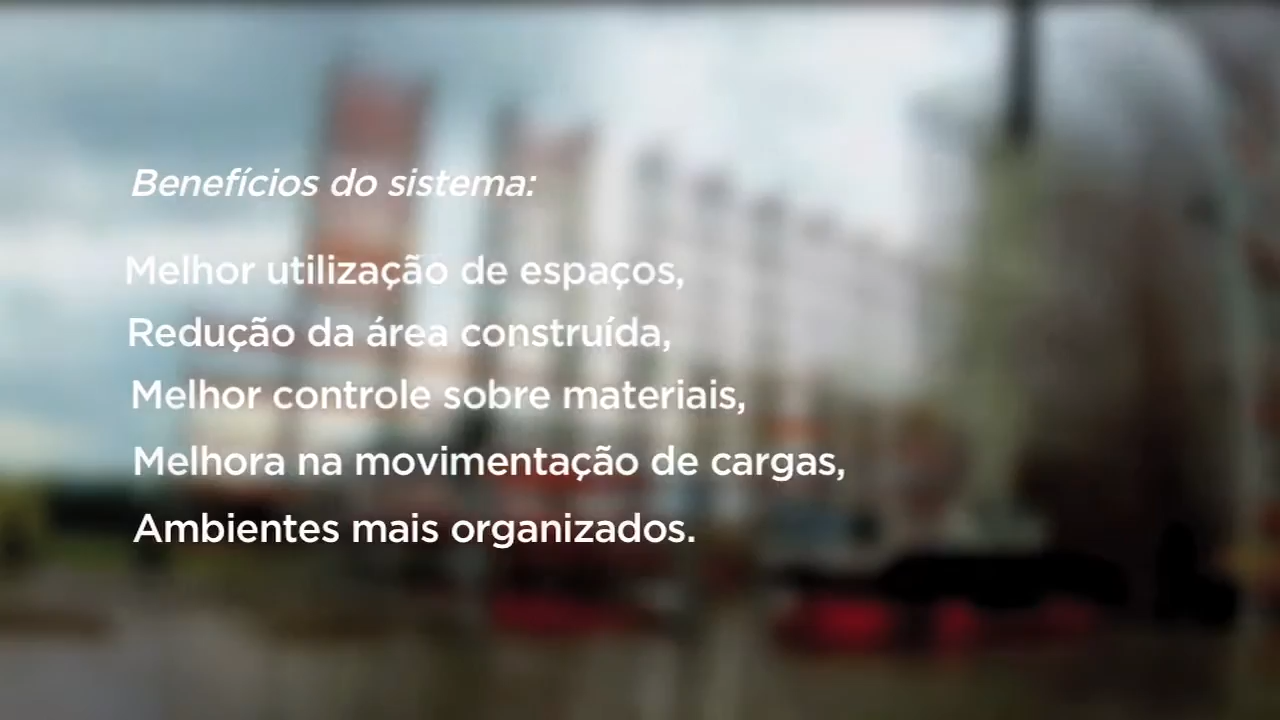 Benefícios do sistema:
Melhor utilização de espaços,
Redução da área construída,
Melhor controle sobre materiais,
Melhora na movimentação de cargas,
Ambientes mais organizados.